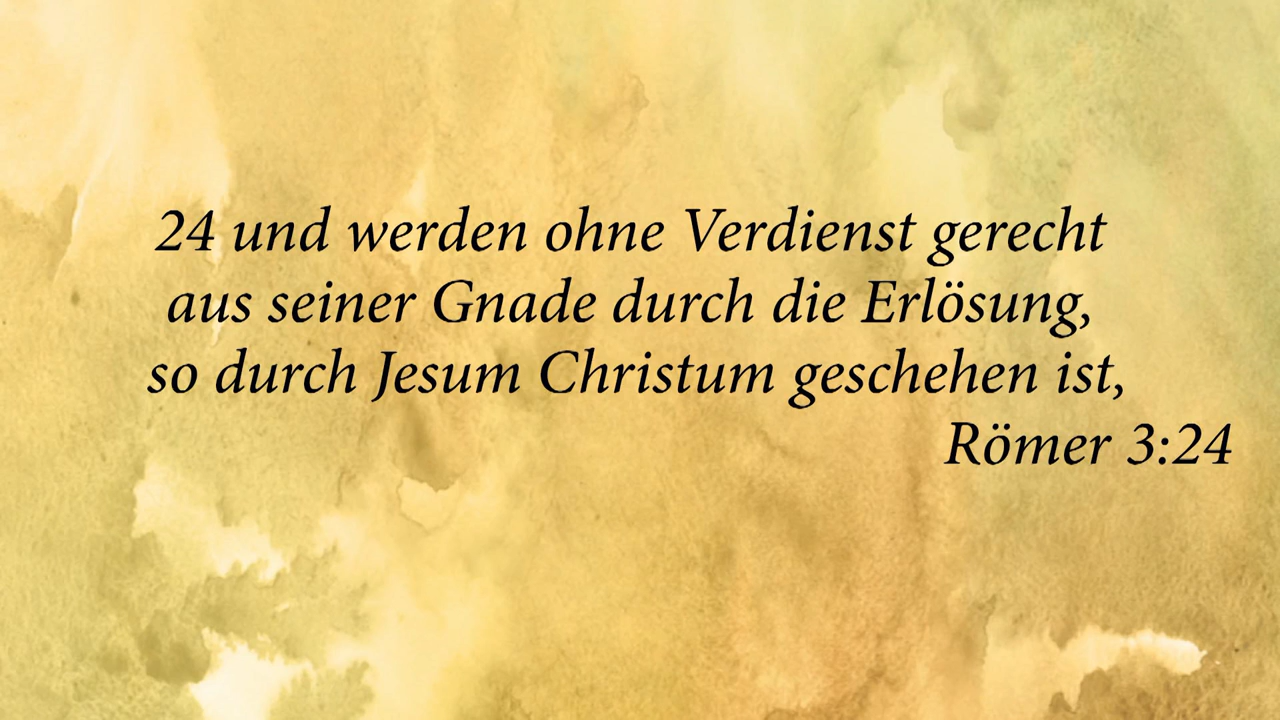 24 und werden ohne Verdienst gerecht
aus seiner Gnade durch die Erlösung,
so durch Jesum Christum geschehen ist,
Römer 3:24